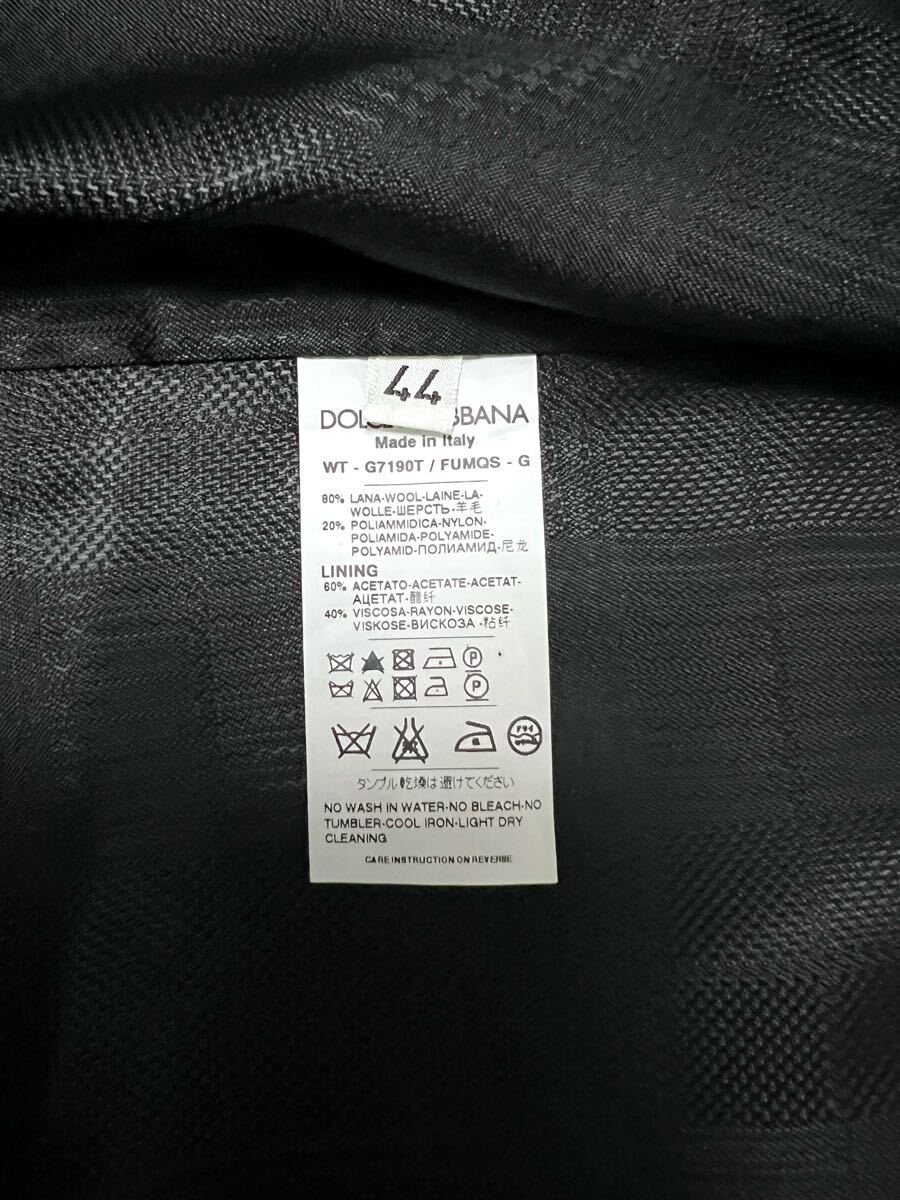 44
DOLCE&GABBANA
Made in Italy
WT - G7190T / FUMQS - G
80% LANA-WOOL-LAINE-LA-
WOLLE-ШЕРСТЬ-羊毛
20% POLIAMMIDICA-NYLON-
POLIAMIDA-POLYAMIDE-
POLYAMID-ПОЛИАМИД-尼龙
LINING
60% ACETATO-ACETATE-ACETAT-
АЦЕТАТ-醋纤
40% VISCOSA-RAYON-VISCOSE-
VISKOSE-ВИСКОЗА -粘纤
P
P
タンブル乾燥は避けてください
NO WASH IN WATER-NO BLEACH-NO
TUMBLER-COOL IRON-LIGHT DRY
CLEANING
CARE INSTRUCTION ON REVERSE